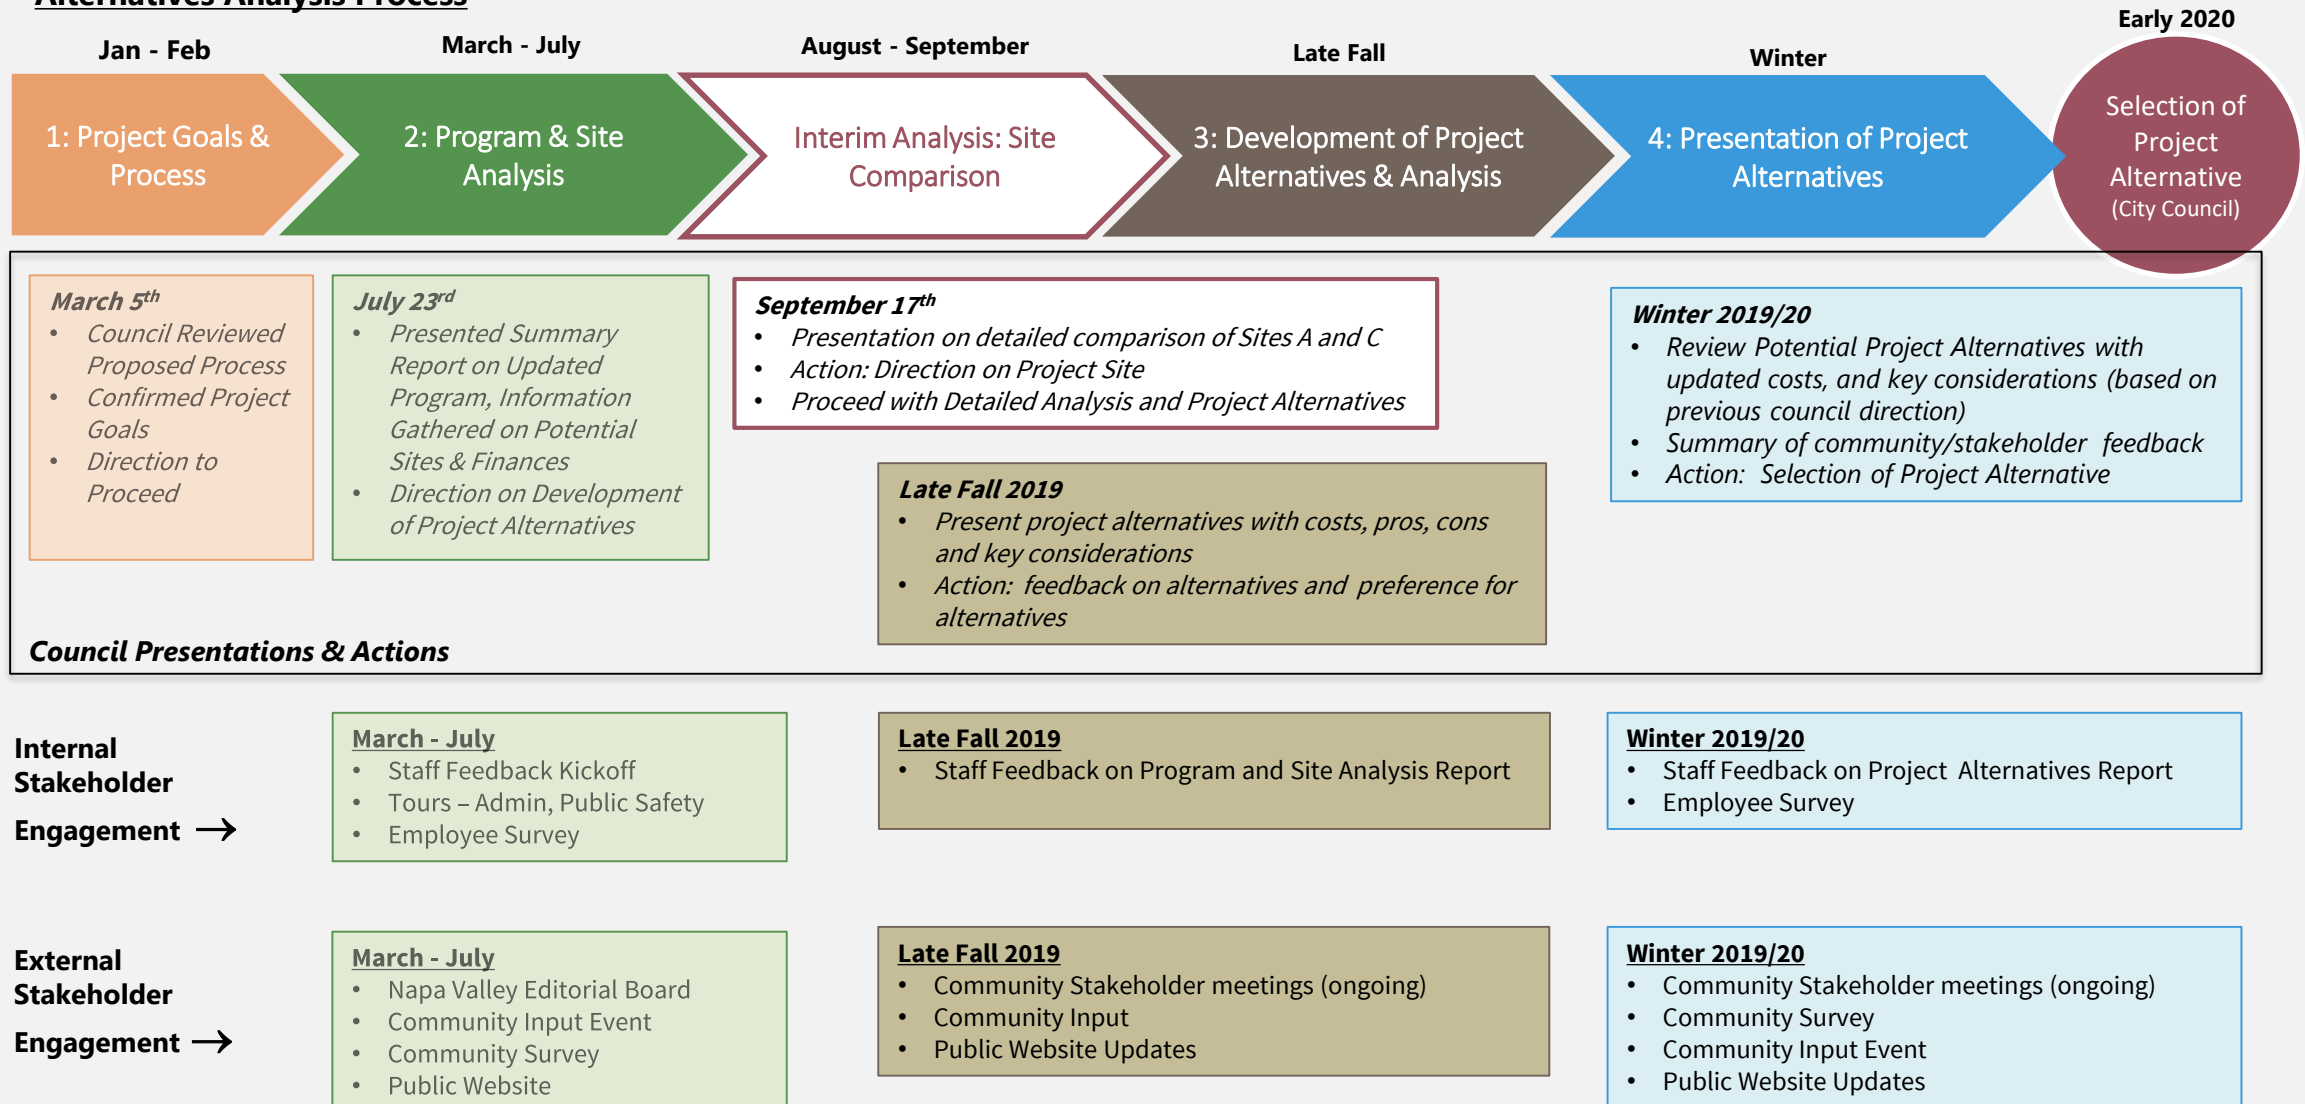 Alternatives Analysis Process
Early 2020
Jan - Feb
March - July
August - September
Late Fall
Winter
1: Project Goals &
Process
2: Program & Site
Analysis
Interim Analysis: Site
Comparison
3: Development of Project
Alternatives & Analysis
4: Presentation of Project
Alternatives
Selection of
Project
Alternative
(City Council)
March 5th
• Council Reviewed
Proposed Process
• Confirmed Project
Goals
• Direction to
Proceed
July 23rd
• Presented Summary
Report on Updated
Program, Information
Gathered on Potential
Sites & Finances
• Direction on Development
of Project Alternatives
September 17th
• Presentation on detailed comparison of Sites A and C
• Action: Direction on Project Site
• Proceed with Detailed Analysis and Project Alternatives
Late Fall 2019
• Present project alternatives with costs, pros, cons
and key considerations
• Action: feedback on alternatives and preference for
alternatives
Winter 2019/20
• Review Potential Project Alternatives with
updated costs, and key considerations (based on
previous council direction)
• Summary of community/stakeholder feedback
• Action: Selection of Project Alternative
Council Presentations & Actions
Internal
Stakeholder
Engagement →
March - July
• Staff Feedback Kickoff
• Tours – Admin, Public Safety
• Employee Survey
Late Fall 2019
• Staff Feedback on Program and Site Analysis Report
Winter 2019/20
• Staff Feedback on Project Alternatives Report
• Employee Survey
External
Stakeholder
Engagement →
March - July
• Napa Valley Editorial Board
• Community Input Event
• Community Survey
• Public Website
Late Fall 2019
• Community Stakeholder meetings (ongoing)
• Community Input
• Public Website Updates
Winter 2019/20
• Community Stakeholder meetings (ongoing)
• Community Survey
• Community Input Event
• Public Website Updates